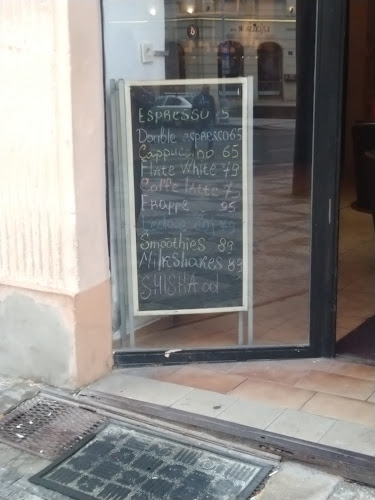 ESPRESSO 5
Double espresso 65
Cappuccino 65
Flate White 79
Caffe latte 75
Frappe 95
Smoothies 89
Milkshakes 89
SHISHA